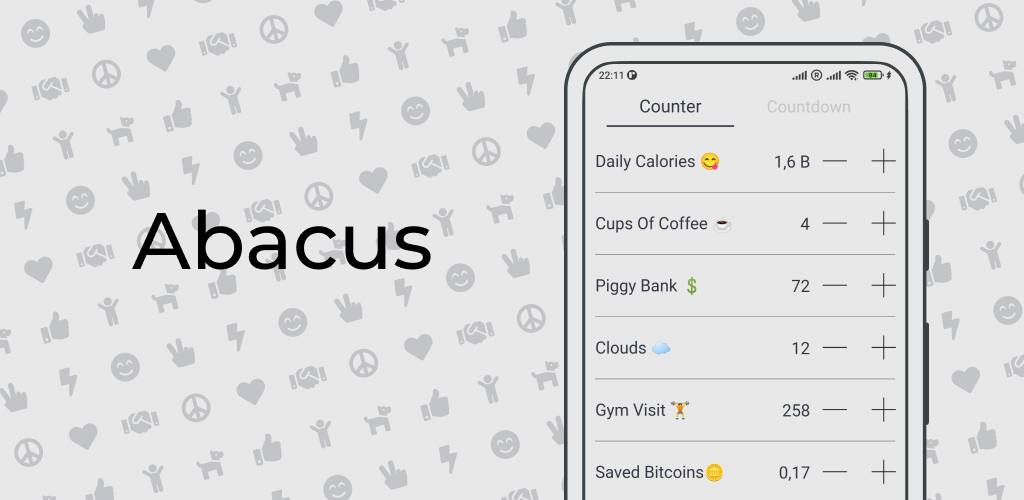 Abacus
22:11
84
Counter Countdown
Daily Calories 😋 1,6 B — +
Cups Of Coffee ☕ 4 — +
Piggy Bank 💲 72 — +
Clouds ☁️ 12 — +
Gym Visit 🏋️ 258 — +
Saved Bitcoins🪙 0,17 — +